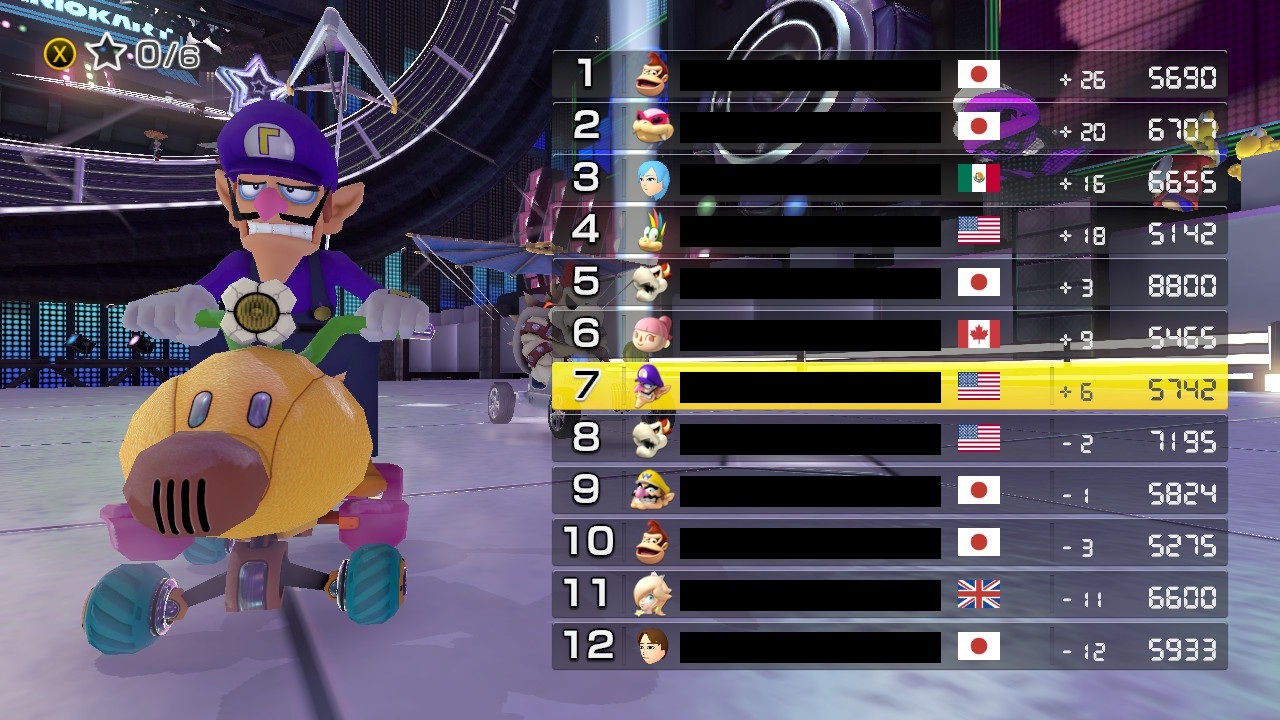 MARIOKART
X 0/6
1 + 26 5690
2 + 20 6707
3 + 16 6655
4 + 18 5142
5 + 3 8800
6 + 9 5465
7 + 6 5742
8 - 2 7195
9 - 1 5824
10 - 3 5275
11 - 11 6600
12 - 12 5933